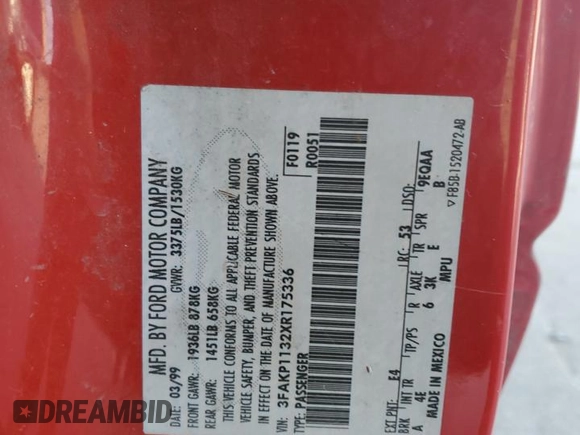 MFD. BY FORD MOTOR COMPANY
DATE: 03/99 GVWR: 3375LB/1530KG
FRONT GAWR: 1936LB 878KG
REAR GAWR: 1451LB 658KG
THIS VEHICLE CONFORMS TO ALL APPLICABLE FEDERAL MOTOR
VEHICLE SAFETY, BUMPER, AND THEFT PREVENTION STANDARDS
IN EFFECT ON THE DATE OF MANUFACTURE SHOWN ABOVE.
VIN: 3FAKP1132XR175336 F0119
TYPE: PASSENGER R0051
EXT PNT: E4 RC: 53 DSO:
BRK INT TR TP/PS R AXLE TR SPR
A 4E 6 3K E 9EQAA
MADE IN MEXICO MPU B
▽ F85B-1520472-AB
AUTOBIDMASTER
A EMBRID